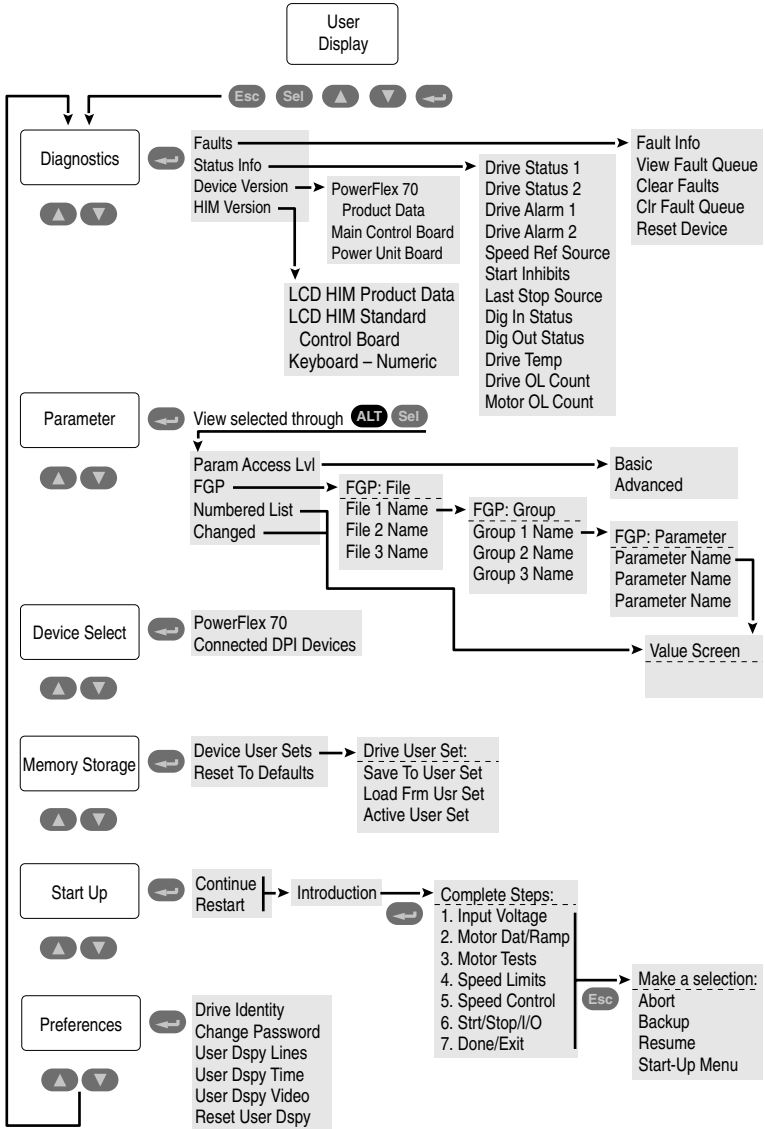 User
Display
Esc Sel
Diagnostics
Faults
Status Info
Device Version
HIM Version
PowerFlex 70
Product Data
Main Control Board
Power Unit Board
LCD HIM Product Data
LCD HIM Standard
Control Board
Keyboard – Numeric
Drive Status 1
Drive Status 2
Drive Alarm 1
Drive Alarm 2
Speed Ref Source
Start Inhibits
Last Stop Source
Dig In Status
Dig Out Status
Drive Temp
Drive OL Count
Motor OL Count
Fault Info
View Fault Queue
Clear Faults
Clr Fault Queue
Reset Device
Parameter
View selected through ALT Sel
Param Access Lvl
FGP
Numbered List
Changed
FGP: File
File 1 Name
File 2 Name
File 3 Name
FGP: Group
Group 1 Name
Group 2 Name
Group 3 Name
Basic
Advanced
FGP: Parameter
Parameter Name
Parameter Name
Parameter Name
Value Screen
Device Select
PowerFlex 70
Connected DPI Devices
Memory Storage
Device User Sets
Reset To Defaults
Drive User Set:
Save To User Set
Load Frm Usr Set
Active User Set
Start Up
Continue
Restart
Introduction
Complete Steps:
1. Input Voltage
2. Motor Dat/Ramp
3. Motor Tests
4. Speed Limits
5. Speed Control
6. Strt/Stop/I/O
7. Done/Exit
Esc
Make a selection:
Abort
Backup
Resume
Start-Up Menu
Preferences
Drive Identity
Change Password
User Dspy Lines
User Dspy Time
User Dspy Video
Reset User Dspy